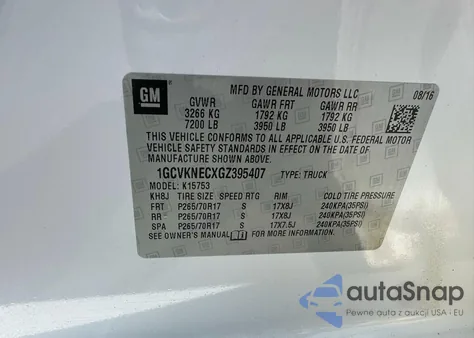 GM
MFD BY GENERAL MOTORS LLC
08/16
GVWR GAWR FRT GAWR RR
3266 KG 1792 KG 1792 KG
7200 LB 3950 LB 3950 LB
THIS VEHICLE CONFORMS TO ALL APPLICABLE U.S. FEDERAL MOTOR
VEHICLE SAFETY STANDARDS IN EFFECT ON THE DATE OF
MANUFACTURE SHOWN ABOVE.
1GCVKNECXGZ395407 TYPE: TRUCK
MODEL: K15753
KH8J TIRE SIZE SPEED RTG RIM COLD TIRE PRESSURE
FRT P265/70R17 S 17X8J 240KPA(35PSI)
RR P265/70R17 S 17X8J 240KPA(35PSI)
SPA P265/70R17 S 17X7.5J 240KPA(35PSI)
SEE OWNER'S MANUAL FOR MORE INFORMATION.
autoSnap
Pewne auta z aukcji USA · EU